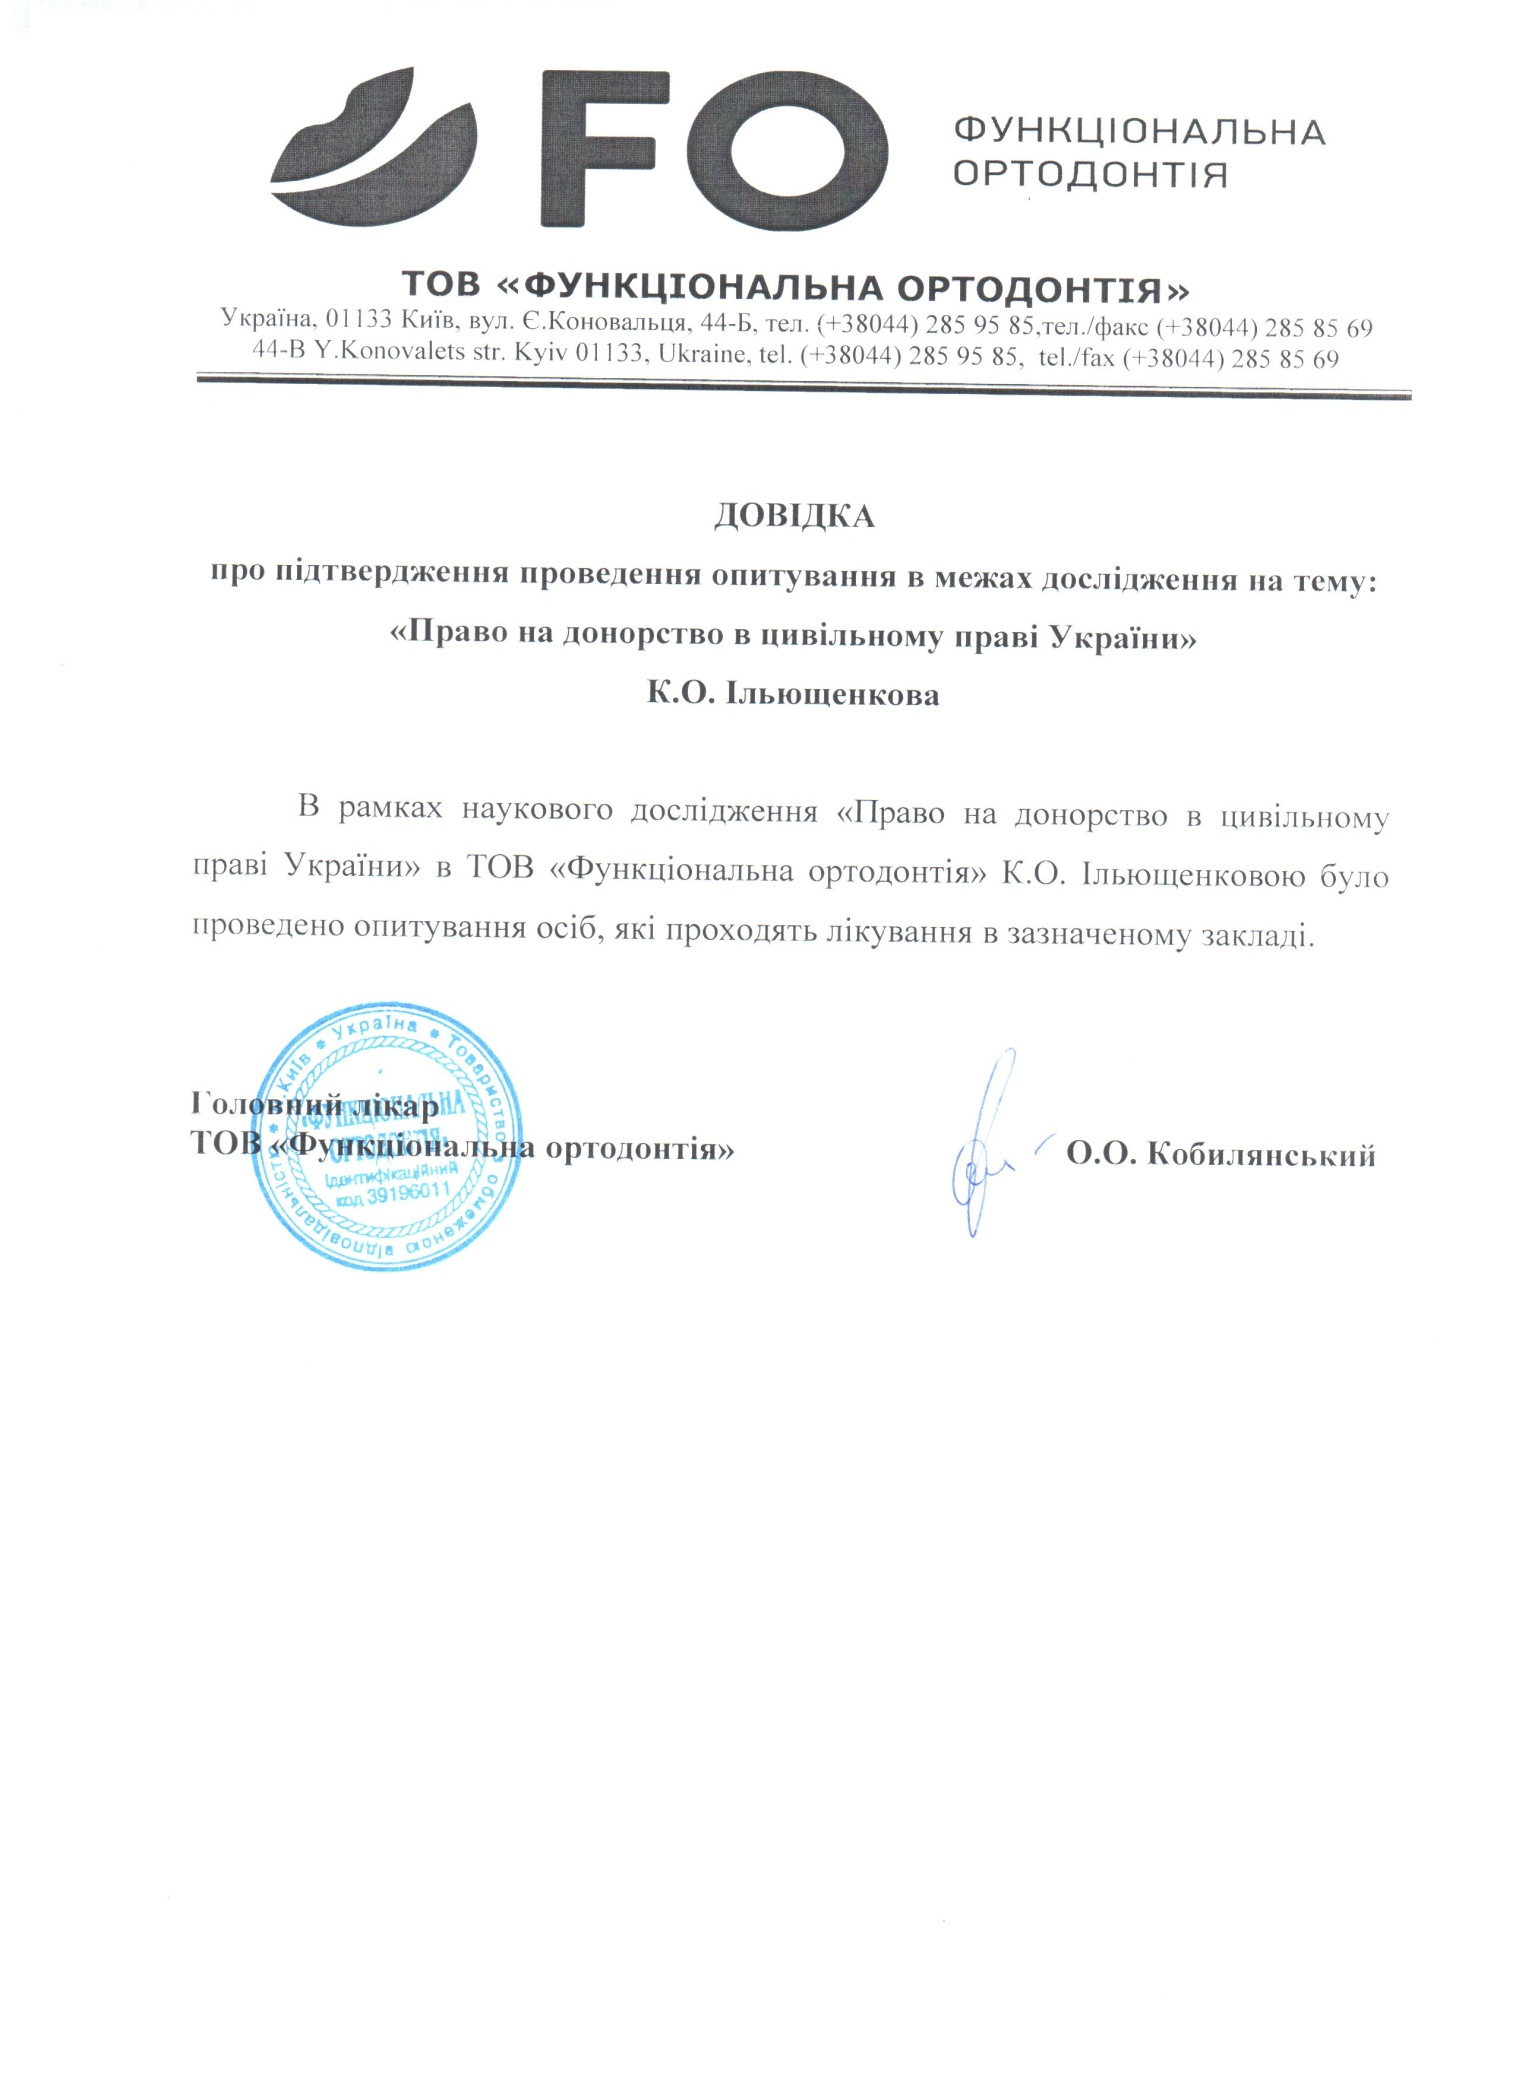 FO
ФУНКЦІОНАЛЬНА
ОРТОДОНТІЯ
ТОВ «ФУНКЦІОНАЛЬНА ОРТОДОНТІЯ»
Україна, 01133 Київ, вул. Є.Коновальця, 44-Б, тел. (+38044) 285 95 85,тел./факс (+38044) 285 85 69
44-B Y.Konovalets str. Kyiv 01133, Ukraine, tel. (+38044) 285 95 85, tel./fax (+38044) 285 85 69
ДОВІДКА
про підтвердження проведення опитування в межах дослідження на тему:
«Право на донорство в цивільному праві України»
К.О. Ільющенкова
В рамках наукового дослідження «Право на донорство в цивільному
праві України» в ТОВ «Функціональна ортодонтія» К.О. Ільющенковою було
проведено опитування осіб, які проходять лікування в зазначеному закладі.
Головний лікар
ТОВ «Функціональна ортодонтія» О.О. Кобилянський
Київ * Україна * Товариство з обмеженою відповідальністю *
«ФУНКЦІОНАЛЬНА
ОРТОДОНТІЯ»
Ідентифікаційний
код 39196011